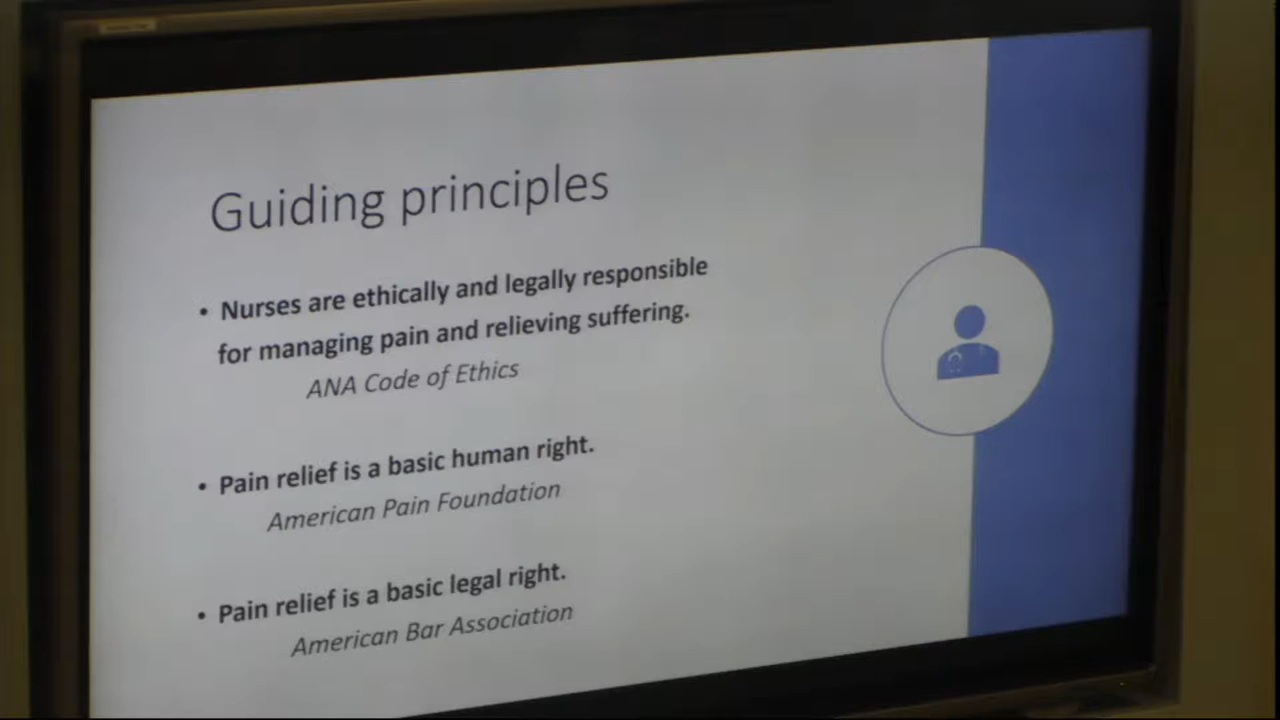 Guiding principles
• Nurses are ethically and legally responsible
for managing pain and relieving suffering.
ANA Code of Ethics
• Pain relief is a basic human right.
American Pain Foundation
• Pain relief is a basic legal right.
American Bar Association